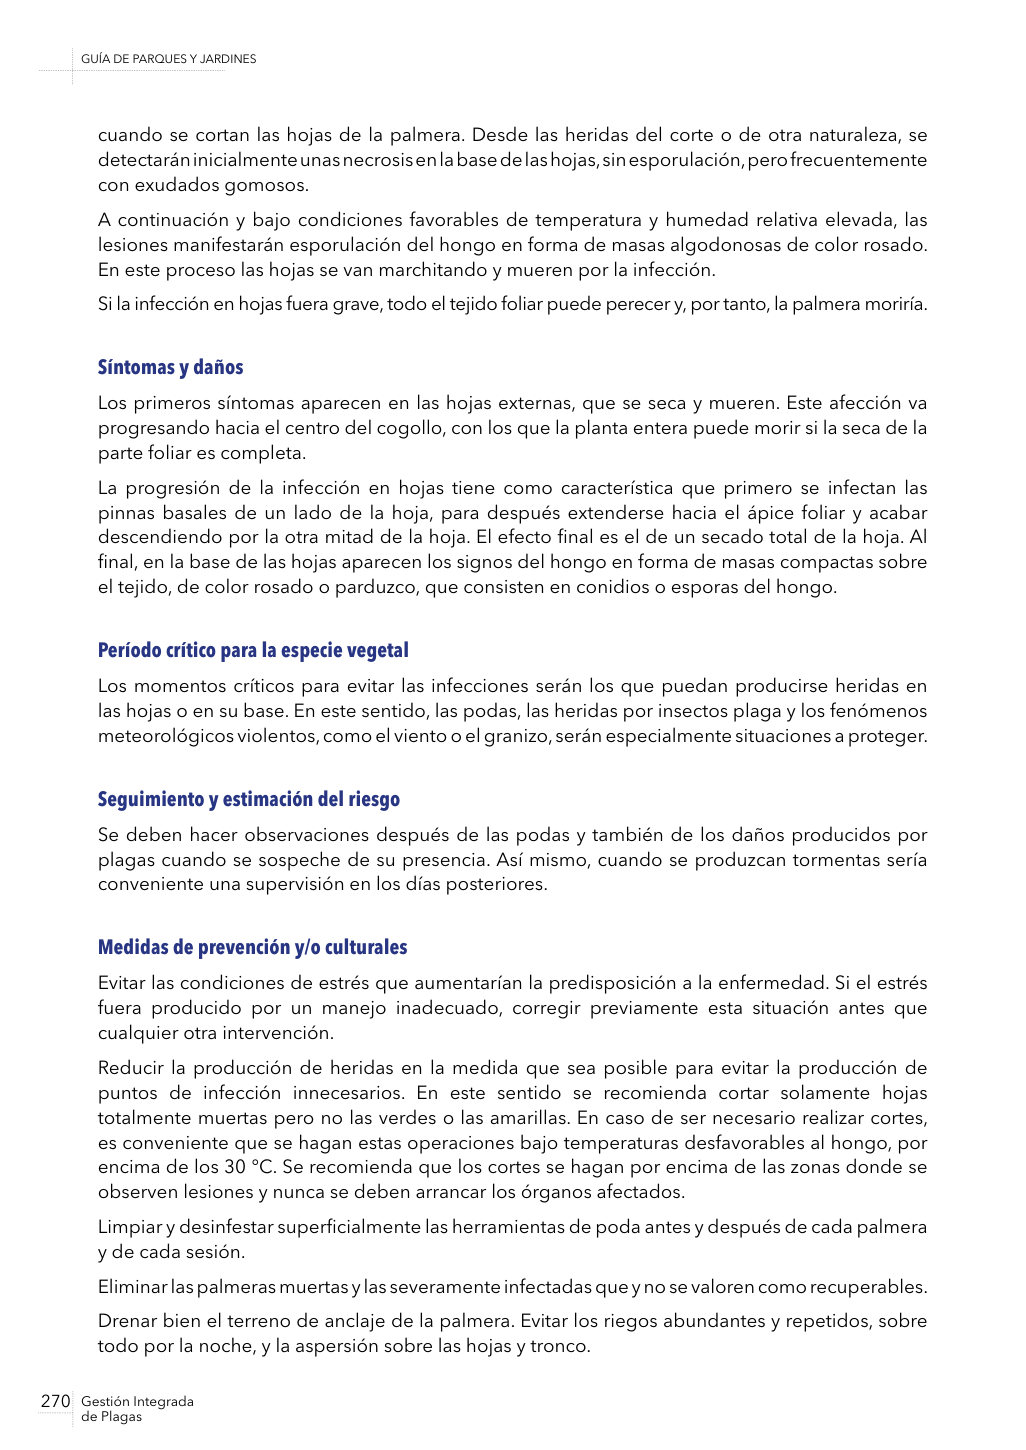 GUÍA DE PARQUES Y JARDINES
cuando se cortan las hojas de la palmera. Desde las heridas del corte o de otra naturaleza, se
detectarán inicialmente unas necrosis en la base de las hojas, sin esporulación, pero frecuentemente
con exudados gomosos.
A continuación y bajo condiciones favorables de temperatura y humedad relativa elevada, las
lesiones manifestarán esporulación del hongo en forma de masas algodonosas de color rosado.
En este proceso las hojas se van marchitando y mueren por la infección.
Si la infección en hojas fuera grave, todo el tejido foliar puede perecer y, por tanto, la palmera moriría.
Síntomas y daños
Los primeros síntomas aparecen en las hojas externas, que se seca y mueren. Este afección va
progresando hacia el centro del cogollo, con los que la planta entera puede morir si la seca de la
parte foliar es completa.
La progresión de la infección en hojas tiene como característica que primero se infectan las
pinnas basales de un lado de la hoja, para después extenderse hacia el ápice foliar y acabar
descendiendo por la otra mitad de la hoja. El efecto final es el de un secado total de la hoja. Al
final, en la base de las hojas aparecen los signos del hongo en forma de masas compactas sobre
el tejido, de color rosado o parduzco, que consisten en conidios o esporas del hongo.
Período crítico para la especie vegetal
Los momentos críticos para evitar las infecciones serán los que puedan producirse heridas en
las hojas o en su base. En este sentido, las podas, las heridas por insectos plaga y los fenómenos
meteorológicos violentos, como el viento o el granizo, serán especialmente situaciones a proteger.
Seguimiento y estimación del riesgo
Se deben hacer observaciones después de las podas y también de los daños producidos por
plagas cuando se sospeche de su presencia. Así mismo, cuando se produzcan tormentas sería
conveniente una supervisión en los días posteriores.
Medidas de prevención y/o culturales
Evitar las condiciones de estrés que aumentarían la predisposición a la enfermedad. Si el estrés
fuera producido por un manejo inadecuado, corregir previamente esta situación antes que
cualquier otra intervención.
Reducir la producción de heridas en la medida que sea posible para evitar la producción de
puntos de infección innecesarios. En este sentido se recomienda cortar solamente hojas
totalmente muertas pero no las verdes o las amarillas. En caso de ser necesario realizar cortes,
es conveniente que se hagan estas operaciones bajo temperaturas desfavorables al hongo, por
encima de los 30 ºC. Se recomienda que los cortes se hagan por encima de las zonas donde se
observen lesiones y nunca se deben arrancar los órganos afectados.
Limpiar y desinfestar superficialmente las herramientas de poda antes y después de cada palmera
y de cada sesión.
Eliminar las palmeras muertas y las severamente infectadas que y no se valoren como recuperables.
Drenar bien el terreno de anclaje de la palmera. Evitar los riegos abundantes y repetidos, sobre
todo por la noche, y la aspersión sobre las hojas y tronco.
270 Gestión Integrada
de Plagas